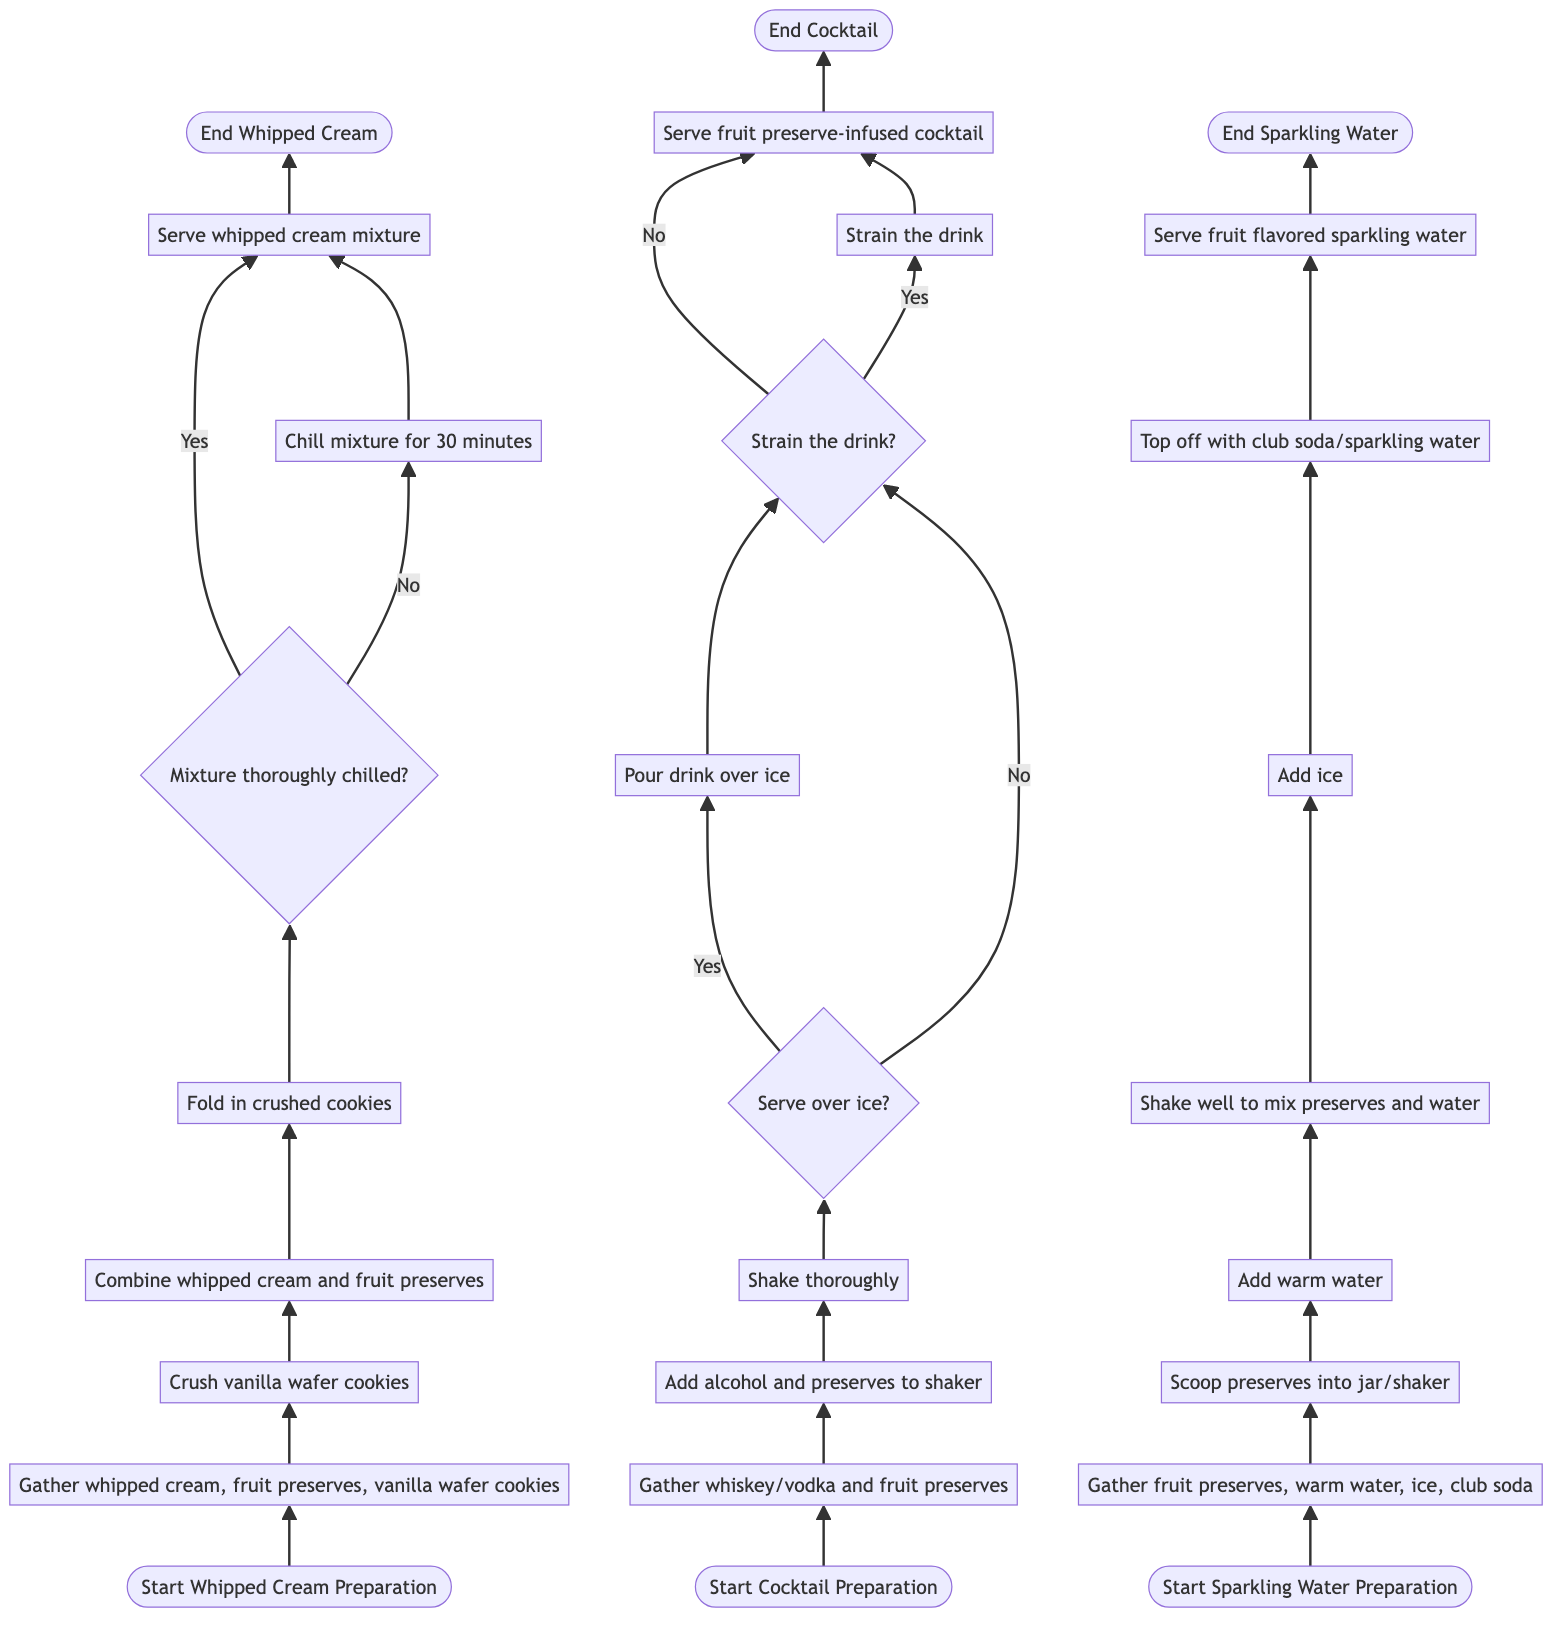 End Cocktail
End Whipped Cream
Serve fruit preserve-infused cocktail
End Sparkling Water
Serve whipped cream mixture
No
Strain the drink
Serve fruit flavored sparkling water
Yes
Yes
Chill mixture for 30 minutes
Strain the drink?
Top off with club soda/sparkling water
No
Mixture thoroughly chilled?
Pour drink over ice
No
Add ice
Yes
Fold in crushed cookies
Serve over ice?
Shake well to mix preserves and water
Combine whipped cream and fruit preserves
Shake thoroughly
Add warm water
Crush vanilla wafer cookies
Add alcohol and preserves to shaker
Scoop preserves into jar/shaker
Gather whipped cream, fruit preserves, vanilla wafer cookies
Gather whiskey/vodka and fruit preserves
Gather fruit preserves, warm water, ice, club soda
Start Whipped Cream Preparation
Start Cocktail Preparation
Start Sparkling Water Preparation